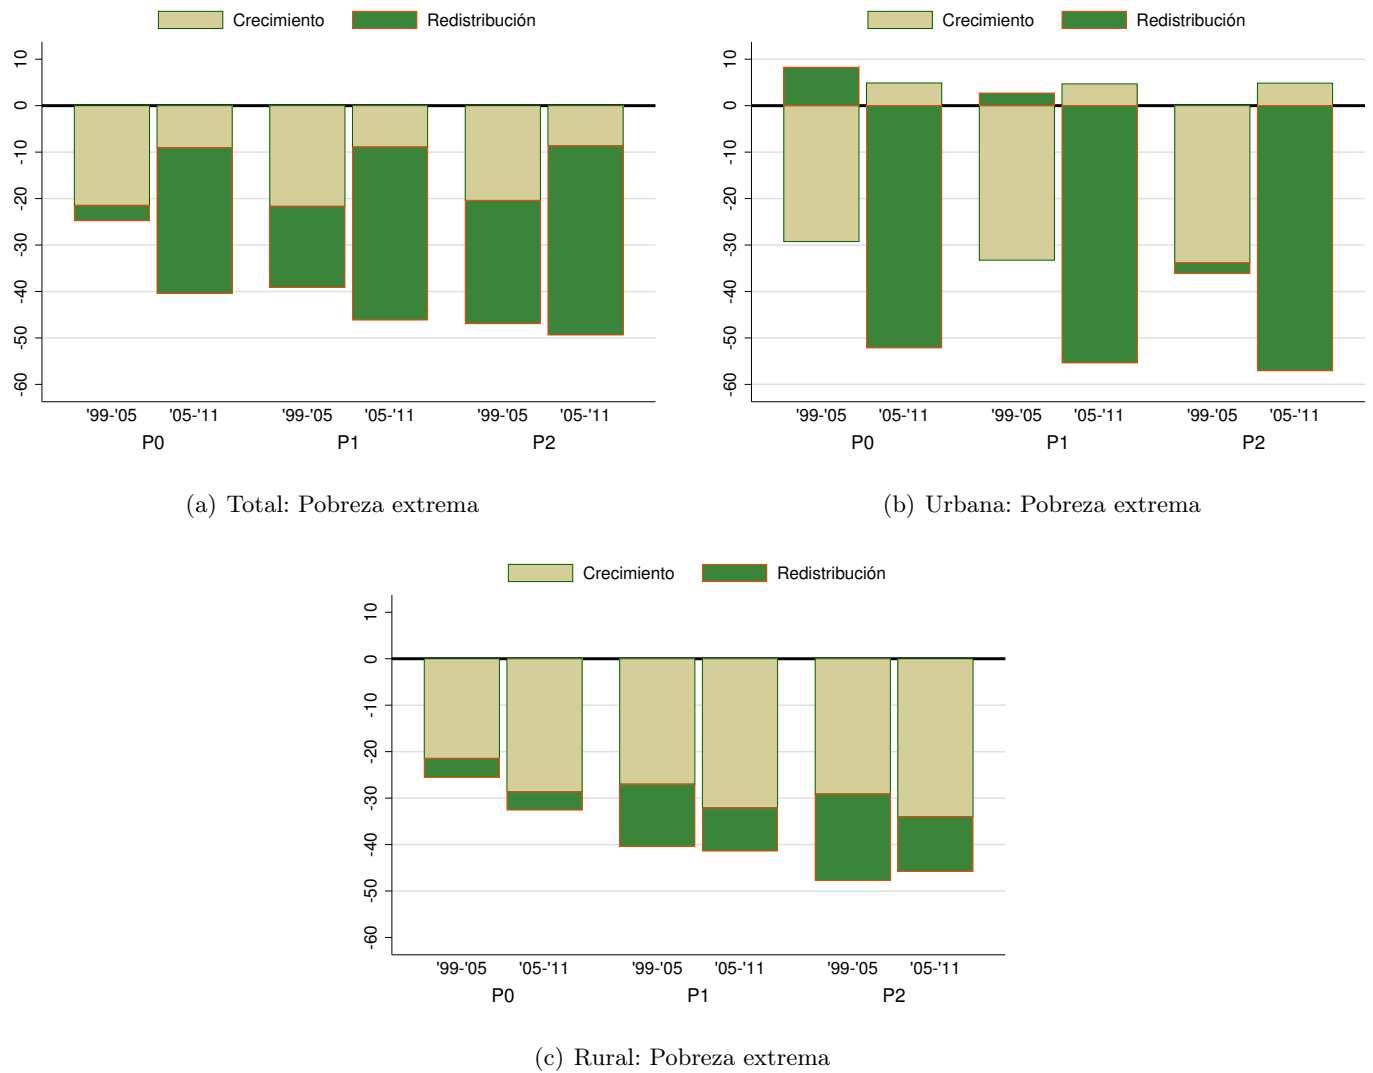 Crecimiento Redistribución
10
0
-10
-20
-30
-40
-50
-60
'99-'05 '05-'11 '99-'05 '05-'11 '99-'05 '05-'11
P0 P1 P2
(a) Total: Pobreza extrema
Crecimiento Redistribución
10
0
-10
-20
-30
-40
-50
-60
'99-'05 '05-'11 '99-'05 '05-'11 '99-'05 '05-'11
P0 P1 P2
(b) Urbana: Pobreza extrema
Crecimiento Redistribución
10
0
-10
-20
-30
-40
-50
-60
'99-'05 '05-'11 '99-'05 '05-'11 '99-'05 '05-'11
P0 P1 P2
(c) Rural: Pobreza extrema